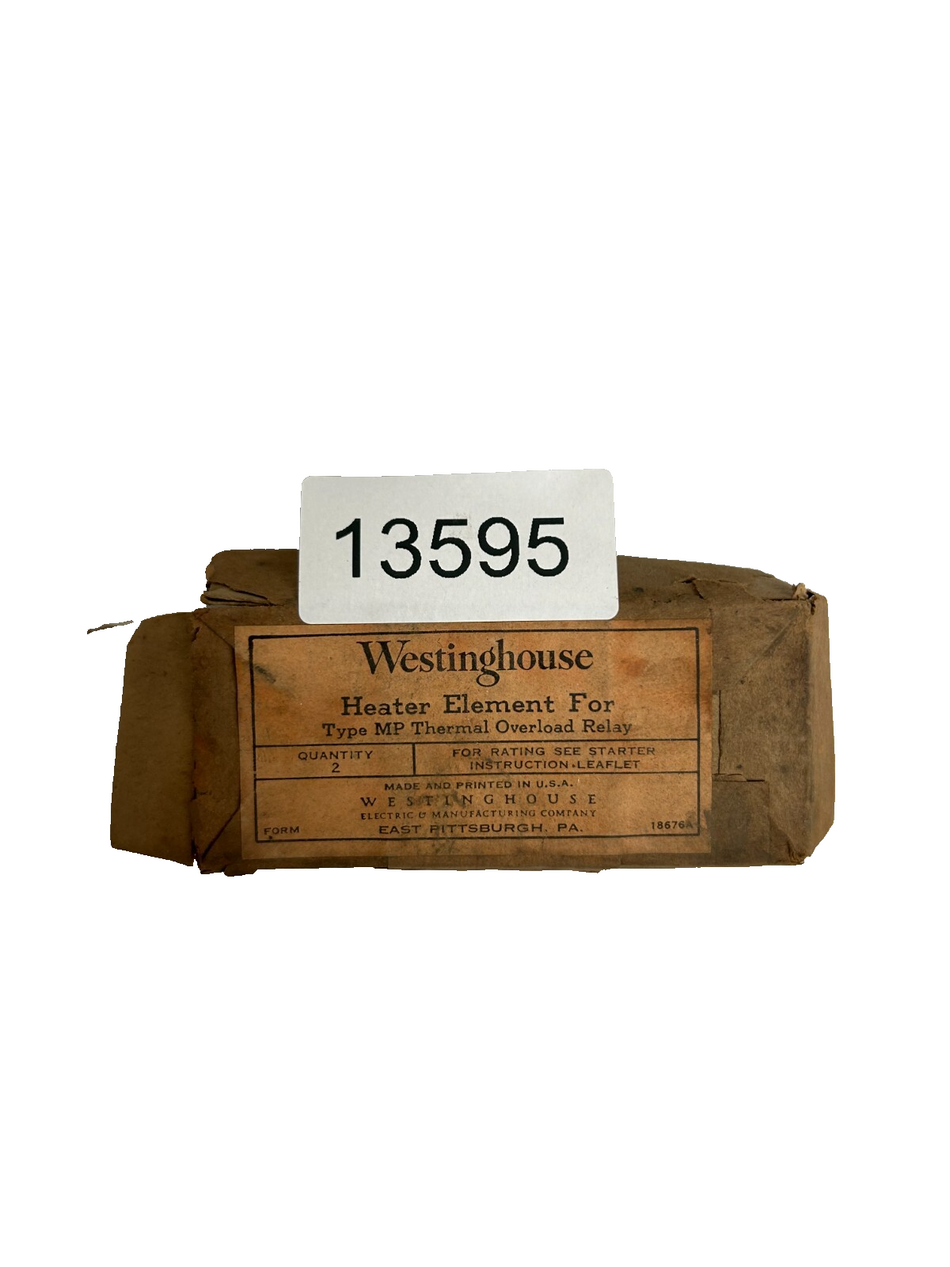 13595
Westinghouse
Heater Element For
Type MP Thermal Overload Relay
QUANTITY
2
FOR RATING SEE STARTER
INSTRUCTION LEAFLET
MADE AND PRINTED IN U.S.A.
WESTINGHOUSE
ELECTRIC & MANUFACTURING COMPANY
EAST PITTSBURGH, PA.
FORM
18676A